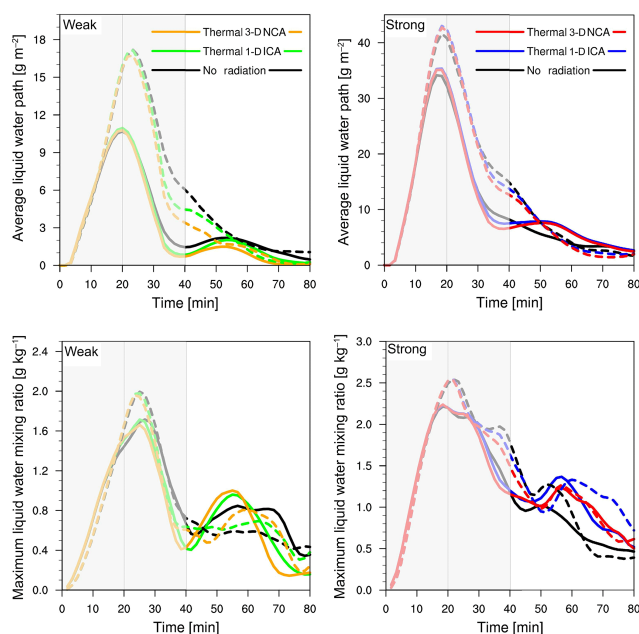 Weak
Thermal 3-D NCA
Thermal 1-D ICA
No radiation
Average liquid water path [g m⁻²]
18
15
12
9
6
3
0
0 10 20 30 40 50 60 70 80
Time [min]
Strong
Thermal 3-D NCA
Thermal 1-D ICA
No radiation
Average liquid water path [g m⁻²]
40
30
20
10
0
0 10 20 30 40 50 60 70 80
Time [min]
Weak
Maximum liquid water mixing ratio [g kg⁻¹]
2.4
2.0
1.6
1.2
0.8
0.4
0.0
0 10 20 30 40 50 60 70 80
Time [min]
Strong
Maximum liquid water mixing ratio [g kg⁻¹]
3.0
2.5
2.0
1.5
1.0
0.5
0.0
0 10 20 30 40 50 60 70 80
Time [min]